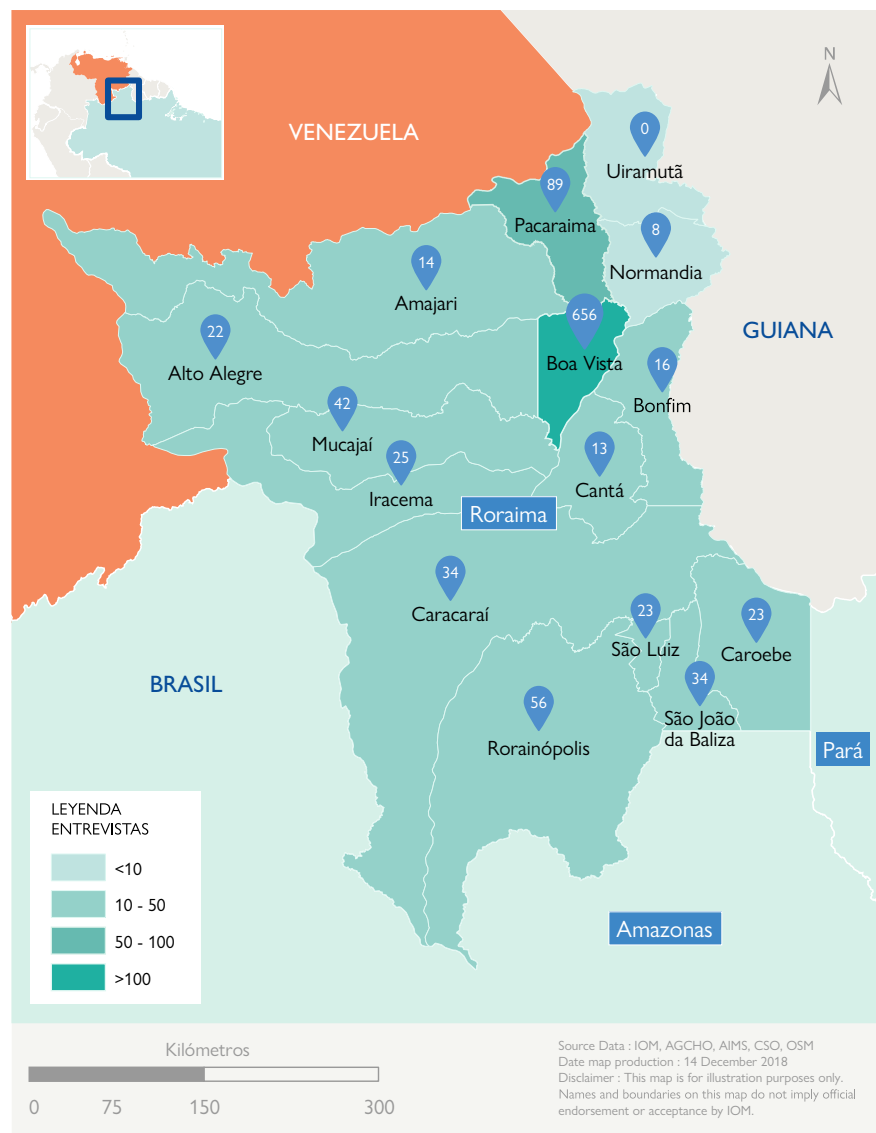 N
VENEZUELA
0
Uiramutã
89
Pacaraima
8
Normandia
14
Amajari
656
Boa Vista
GUIANA
22
Alto Alegre
16
Bonfim
42
Mucajaí
25
Iracema
13
Cantá
Roraima
34
Caracaraí
23
São Luiz
23
Caroebe
34
São João
da Baliza
BRASIL
56
Rorainópolis
Pará
Amazonas
LEYENDA
ENTREVISTAS
<10
10 - 50
50 - 100
>100
Kilómetros
0 75 150 300
Source Data : IOM, AGCHO, AIMS, CSO, OSM
Date map production : 14 December 2018
Disclaimer : This map is for illustration purposes only.
Names and boundaries on this map do not imply official
endorsement or acceptance by IOM.